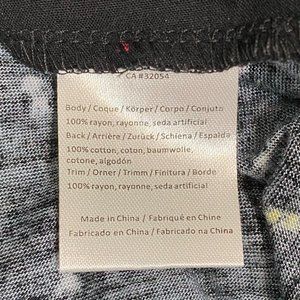 CA #32054
Body / Coque / Körper / Corpo / Conjuto
100% rayon, rayonne, seda artificial
Back / Arrière / Zurück / Schiena / Espalda
100% cotton, coton, baumwolle,
cotone, algodón
Trim / Orner / Trimm / Finitura / Borde
100% rayon, rayonne, seda artificial
Made in China / Fabriqué en Chine
Fabricado en China / Fabricado in China